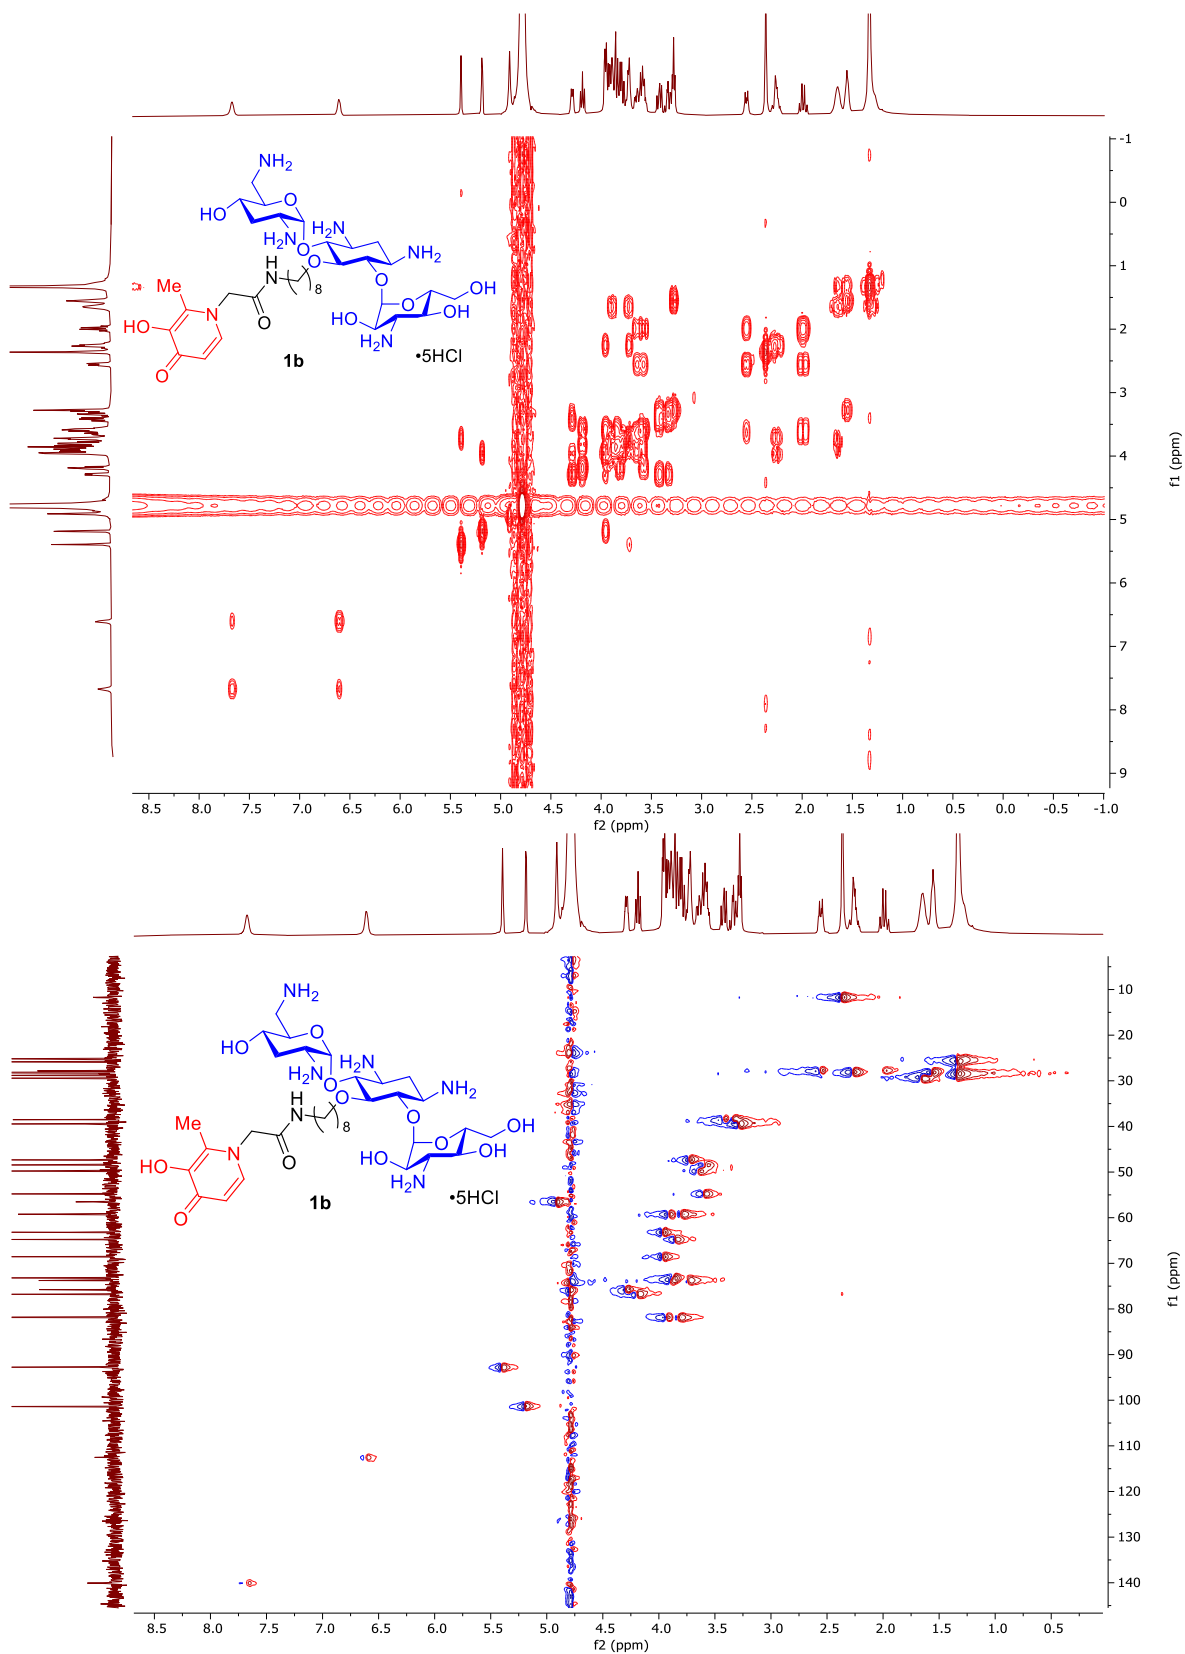 -1
0
1
2
3
4
5
6
7
8
9
f1 (ppm)
NH2
HO
O
NH2
O
H2N
NH2
O
H
N
8
O
Me
N
HO
O
O
O
OH
HO
OH
H2N
1b
•5HCl
8.5 8.0 7.5 7.0 6.5 6.0 5.5 5.0 4.5 4.0 3.5 3.0 2.5 2.0 1.5 1.0 0.5 0.0 -0.5 -1.0
f2 (ppm)
10
20
30
40
50
60
70
80
90
100
110
120
130
140
f1 (ppm)
NH2
HO
O
NH2
O
H2N
NH2
O
H
N
8
O
Me
N
HO
O
O
O
OH
HO
OH
H2N
1b
•5HCl
8.5 8.0 7.5 7.0 6.5 6.0 5.5 5.0 4.5 4.0 3.5 3.0 2.5 2.0 1.5 1.0 0.5
f2 (ppm)